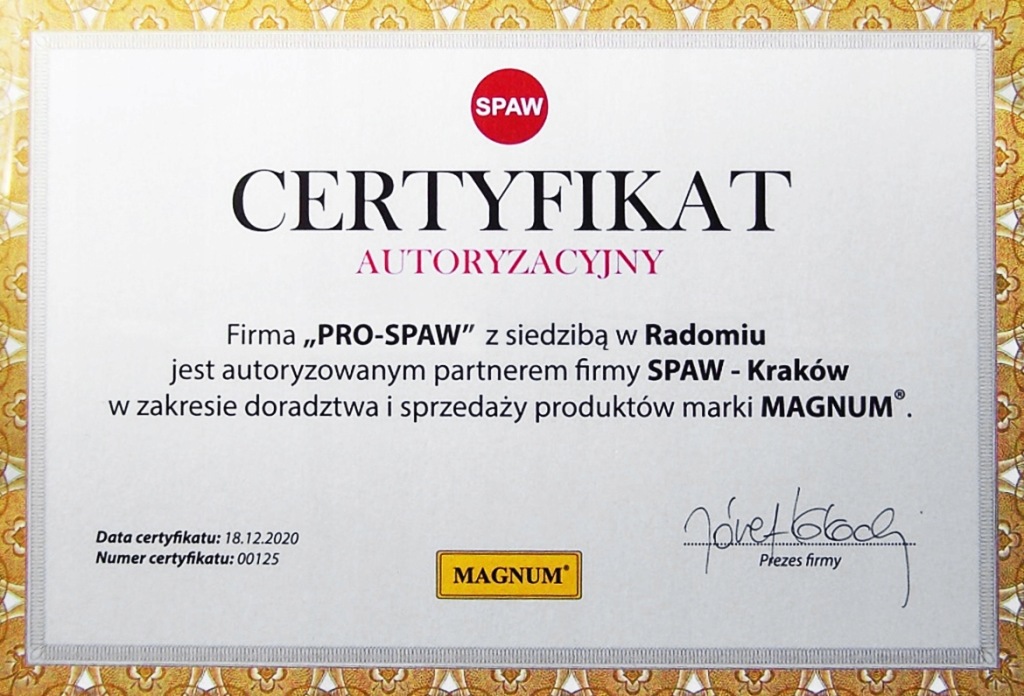 SPAW
CERTYFIKAT
AUTORYZACYJNY
Firma „PRO-SPAW” z siedzibą w Radomiu
jest autoryzowanym partnerem firmy SPAW - Kraków
w zakresie doradztwa i sprzedaży produktów marki MAGNUM®.
Data certyfikatu: 18.12.2020
Numer certyfikatu: 00125
Prezes firmy
MAGNUM®